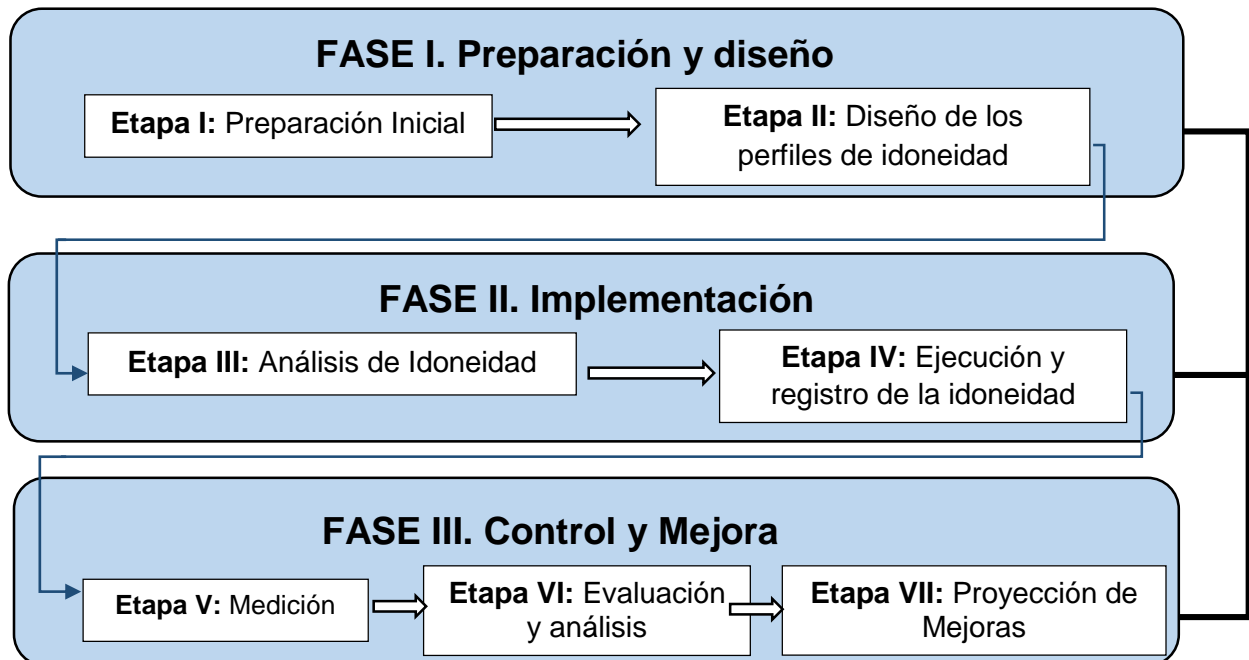 FASE I. Preparación y diseño
Etapa I: Preparación Inicial
Etapa II: Diseño de los
perfiles de idoneidad
FASE II. Implementación
Etapa III: Análisis de Idoneidad
Etapa IV: Ejecución y
registro de la idoneidad
FASE III. Control y Mejora
Etapa V: Medición
Etapa VI: Evaluación
y análisis
Etapa VII: Proyección de
Mejoras